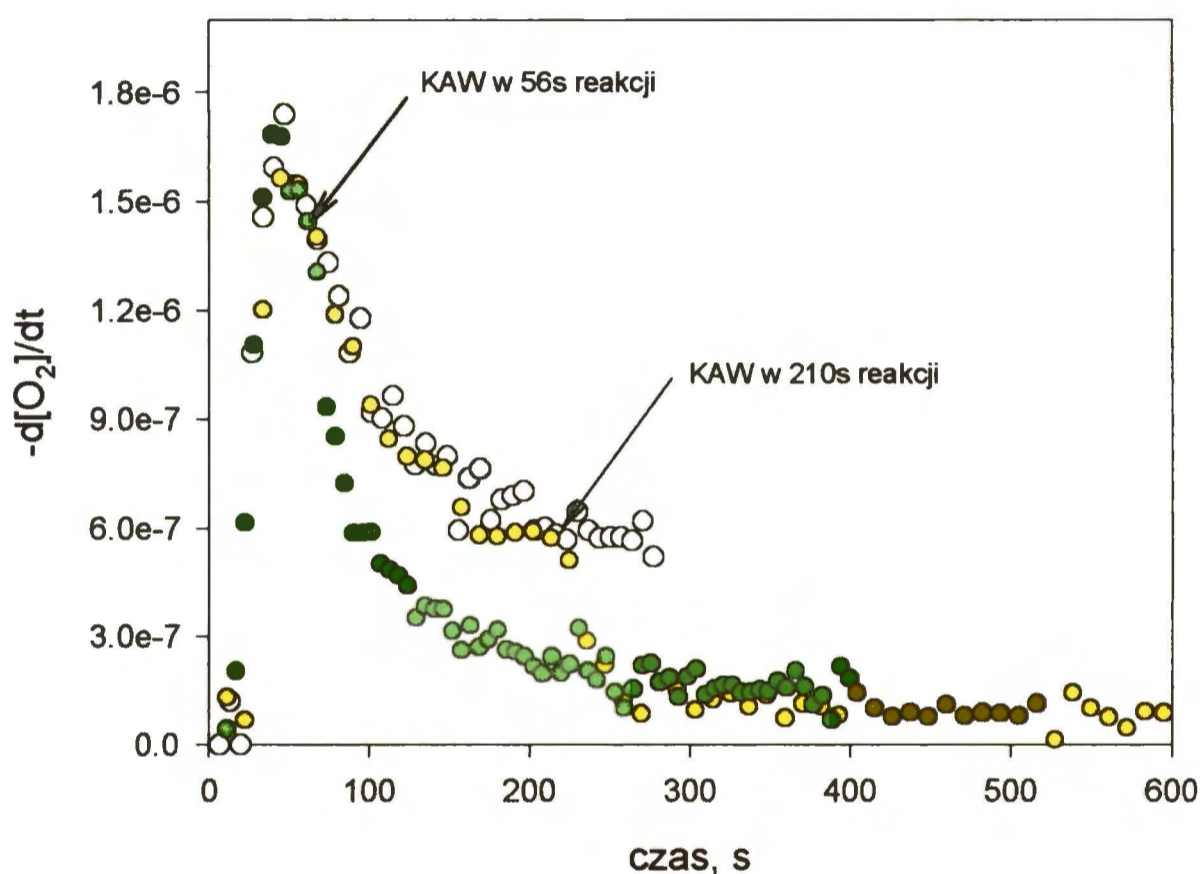 KAW w 56s reakcji
1.8e-6
1.5e-6
1.2e-6
KAW w 210s reakcji
9.0e-7
-d[O₂]/dt
6.0e-7
3.0e-7
0.0
0 100 200 300 400 500 600
czas, s